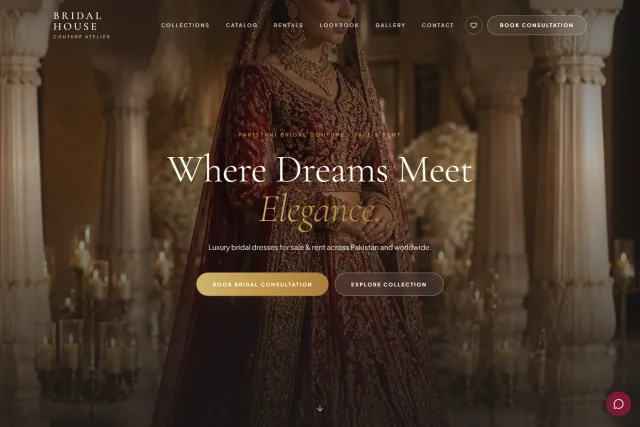 BRIDAL
HOUSE
COUTURE ATELIER
COLLECTIONS
CATALOG
RENTALS
LOOKBOOK
GALLERY
CONTACT
BOOK CONSULTATION
PAKISTANI BRIDAL COUTURE | SALE & RENT
Where Dreams Meet
Elegance.
Luxury bridal dresses for sale & rent across Pakistan and worldwide.
BOOK BRIDAL CONSULTATION
EXPLORE COLLECTION